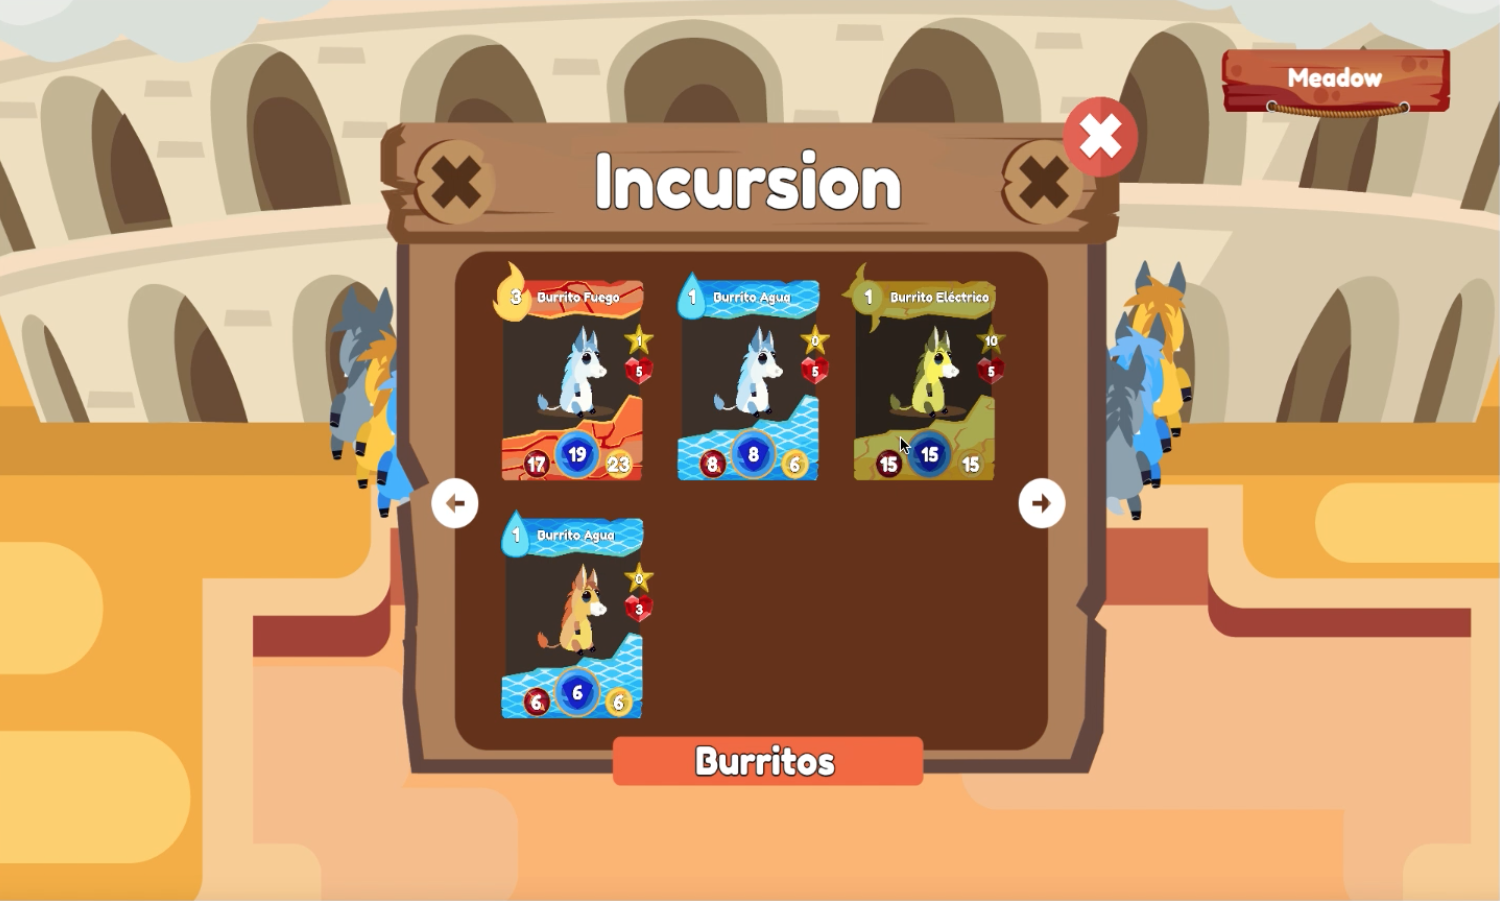 Meadow
Incursion
3 Burrito Fuego
1
5
17 19 23
1 Burrito Agua
0
5
8 8 6
1 Burrito Eléctrico
10
5
15 15 15
1 Burrito Agua
0
3
6 6 6
Burritos